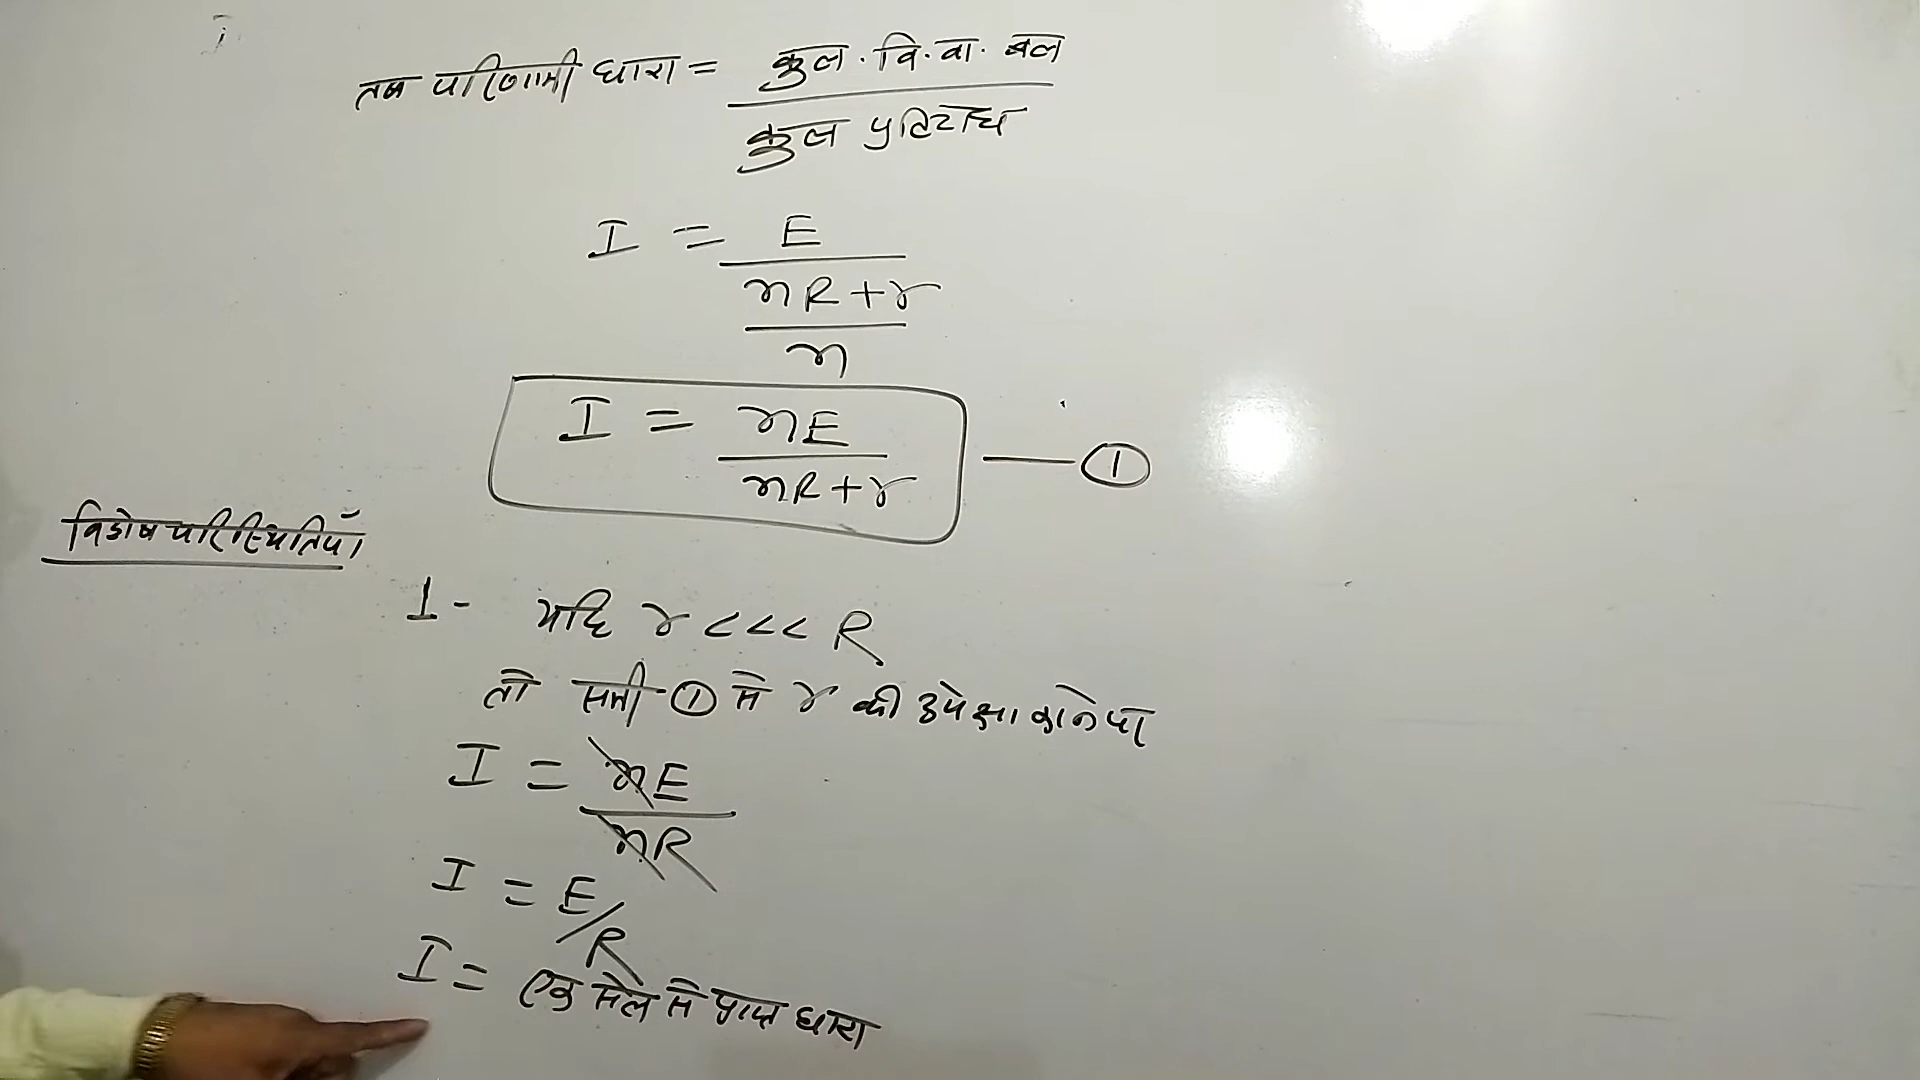 तब परिणामी धारा = कुल. वि. वा. बल
कुल प्रतिरोध
I = E
nR+r
n
I = nE
nR+r
— ①
विशेष परिस्थितियाँ
1- यदि r <<< R
तो समी ① में r की उपेक्षा करने पर
I = nE
nR
I = E/R
I = एक सेल से प्राप्त धारा